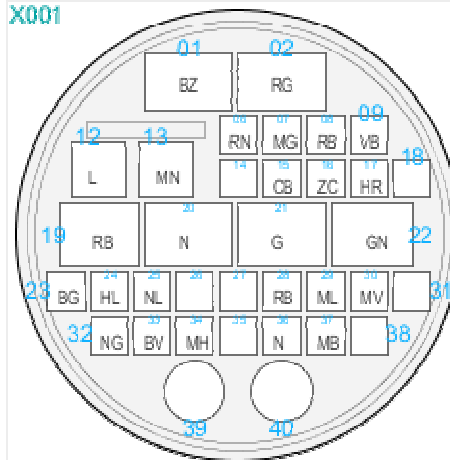 X001
01 02
BZ RG
06 07 08 09
RN MG RB VB
12 13
L MN
14 15 16 17 18
CB ZC HR
19 20 21 22
RB N G GN
23 24 25 26 27 28 29 30 31
BG HL NL RB ML MV
32 33 34 35 36 37 38
NG BV MH N MB
39 40